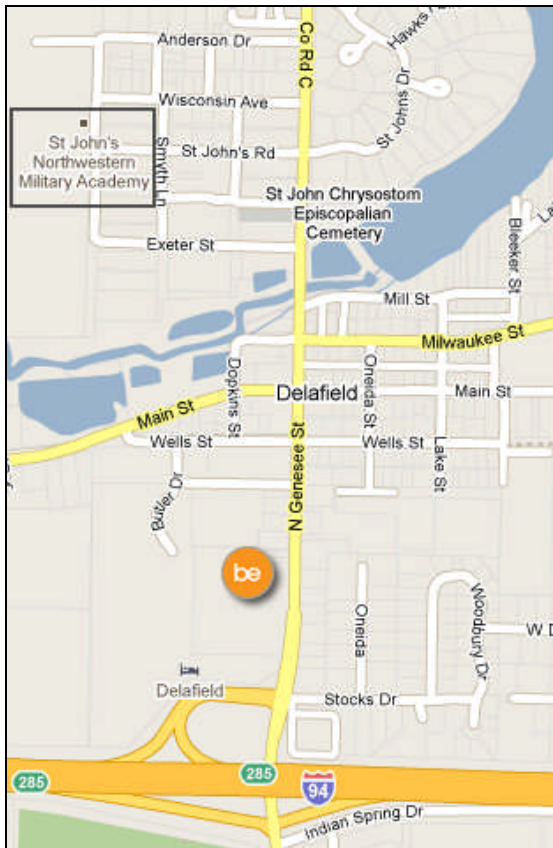 Anderson Dr
Co Rd C
Wisconsin Ave
St Johns Dr
St John's
Northwestern
Military Academy
Smyth Ln
St John's Rd
St John Chrysostom
Episcopalian
Cemetery
Exeter St
Bleeker St
Mill St
Milwaukee St
Dopkins St
Oneida St
Delafield
Main St
Main St
Wells St
Wells St
Lake St
N Genesee St
Butler Dr
be
Oneida
Woodbury Dr
Delafield
Stocks Dr
285
285
94
Indian Spring Dr